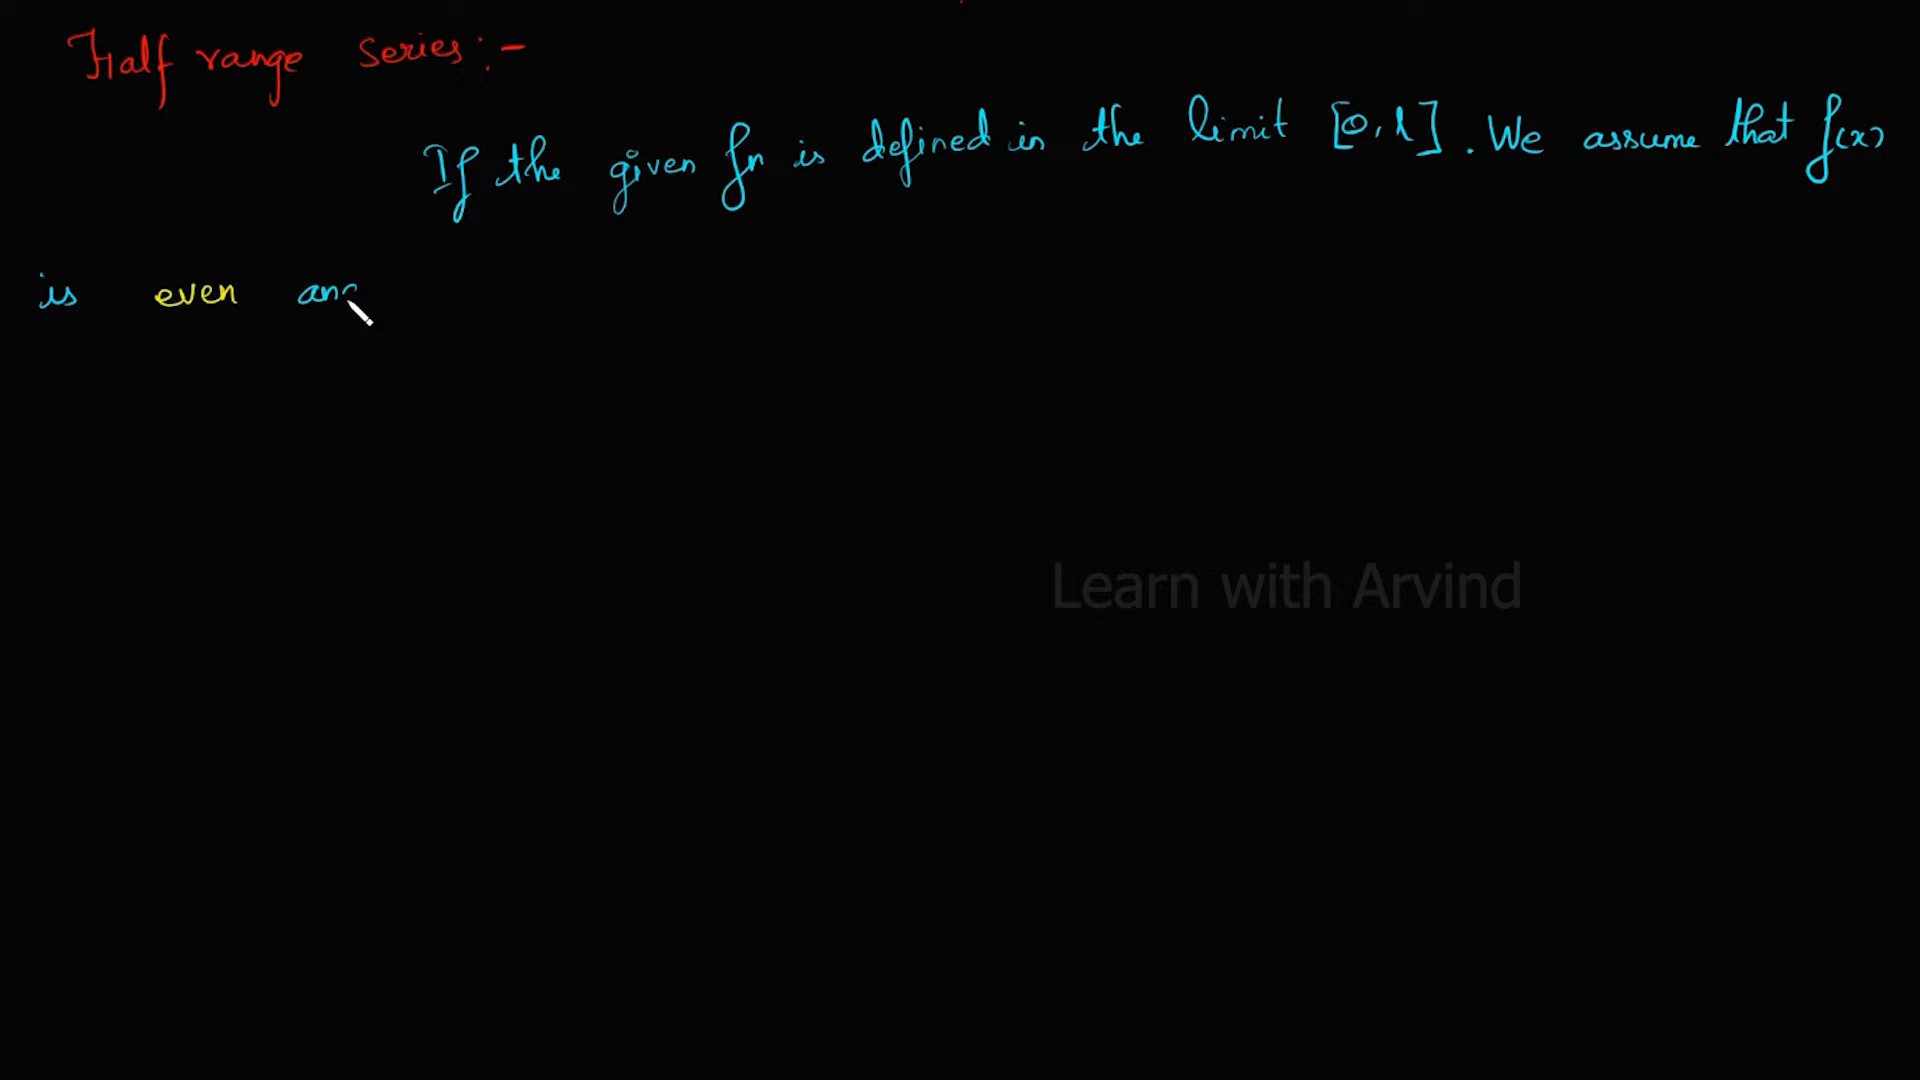 Half range series:-
If the given fn is defined in the limit [0, l]. We assume that f(x)
is even and
Learn with Arvind